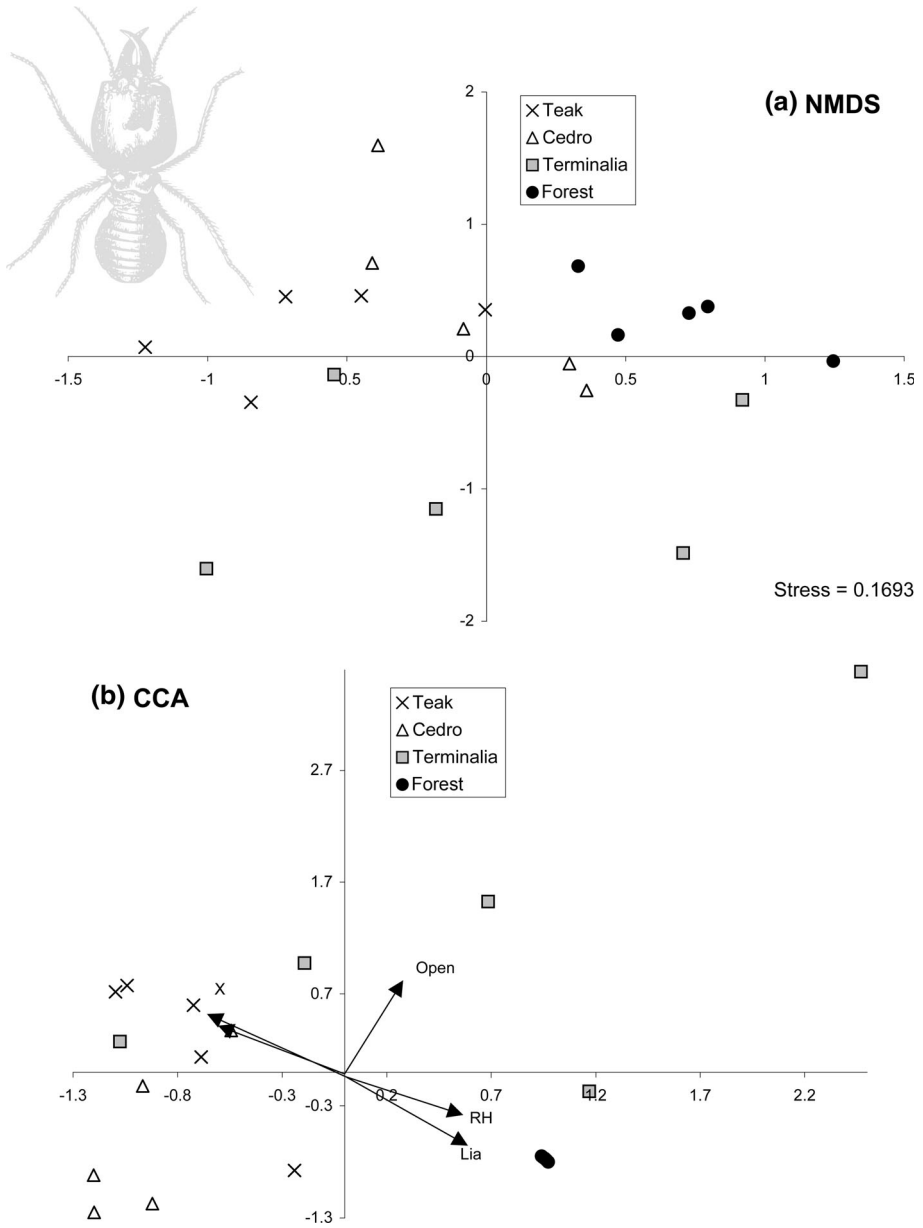 (a) NMDS
2
Teak
Cedro
Terminalia
Forest
1
0
-1.5
-1
0.5
0
0.5
1
1.5
-1
Stress = 0.1693
-2
(b) CCA
Teak
Cedro
Terminalia
Forest
2.7
1.7
Open
0.7
X
-1.3
-0.8
-0.3
0.2
0.7
1.2
1.7
2.2
-0.3
RH
Lia
-1.3